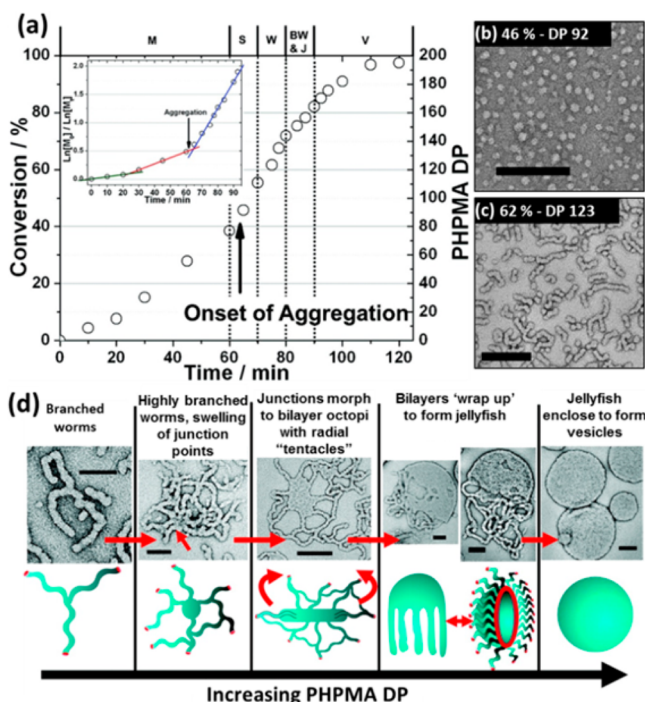 (a)
M
S
W
BW
& J
V
Conversion / %
100
80
60
40
20
0
200
180
160
140
120
100
80
60
40
20
0
PHPMA DP
0
20
40
60
80
100
120
Time / min
Onset of Aggregation
Ln[M₀] / Ln[Mₜ]
2.0
1.5
1.0
0.5
0.0
Aggregation
0 10 20 30 40 50 60 70 80 90
Time / min
(b) 46 % - DP 92
(c) 62 % - DP 123
(d)
Branched
worms
Highly branched
worms, swelling
of junction
points
Junctions morph
to bilayer octopi
with radial
“tentacles”
Bilayers ‘wrap up’
to form jellyfish
Jellyfish
enclose to form
vesicles
Increasing PHPMA DP